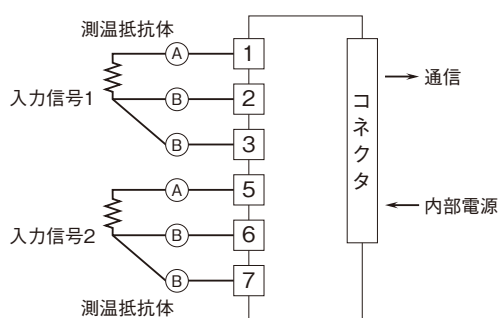 測温抵抗体
A 1
入力信号1
B 2
B 3
A 5
入力信号2
B 6
B 7
測温抵抗体
コネクタ
通信
内部電源